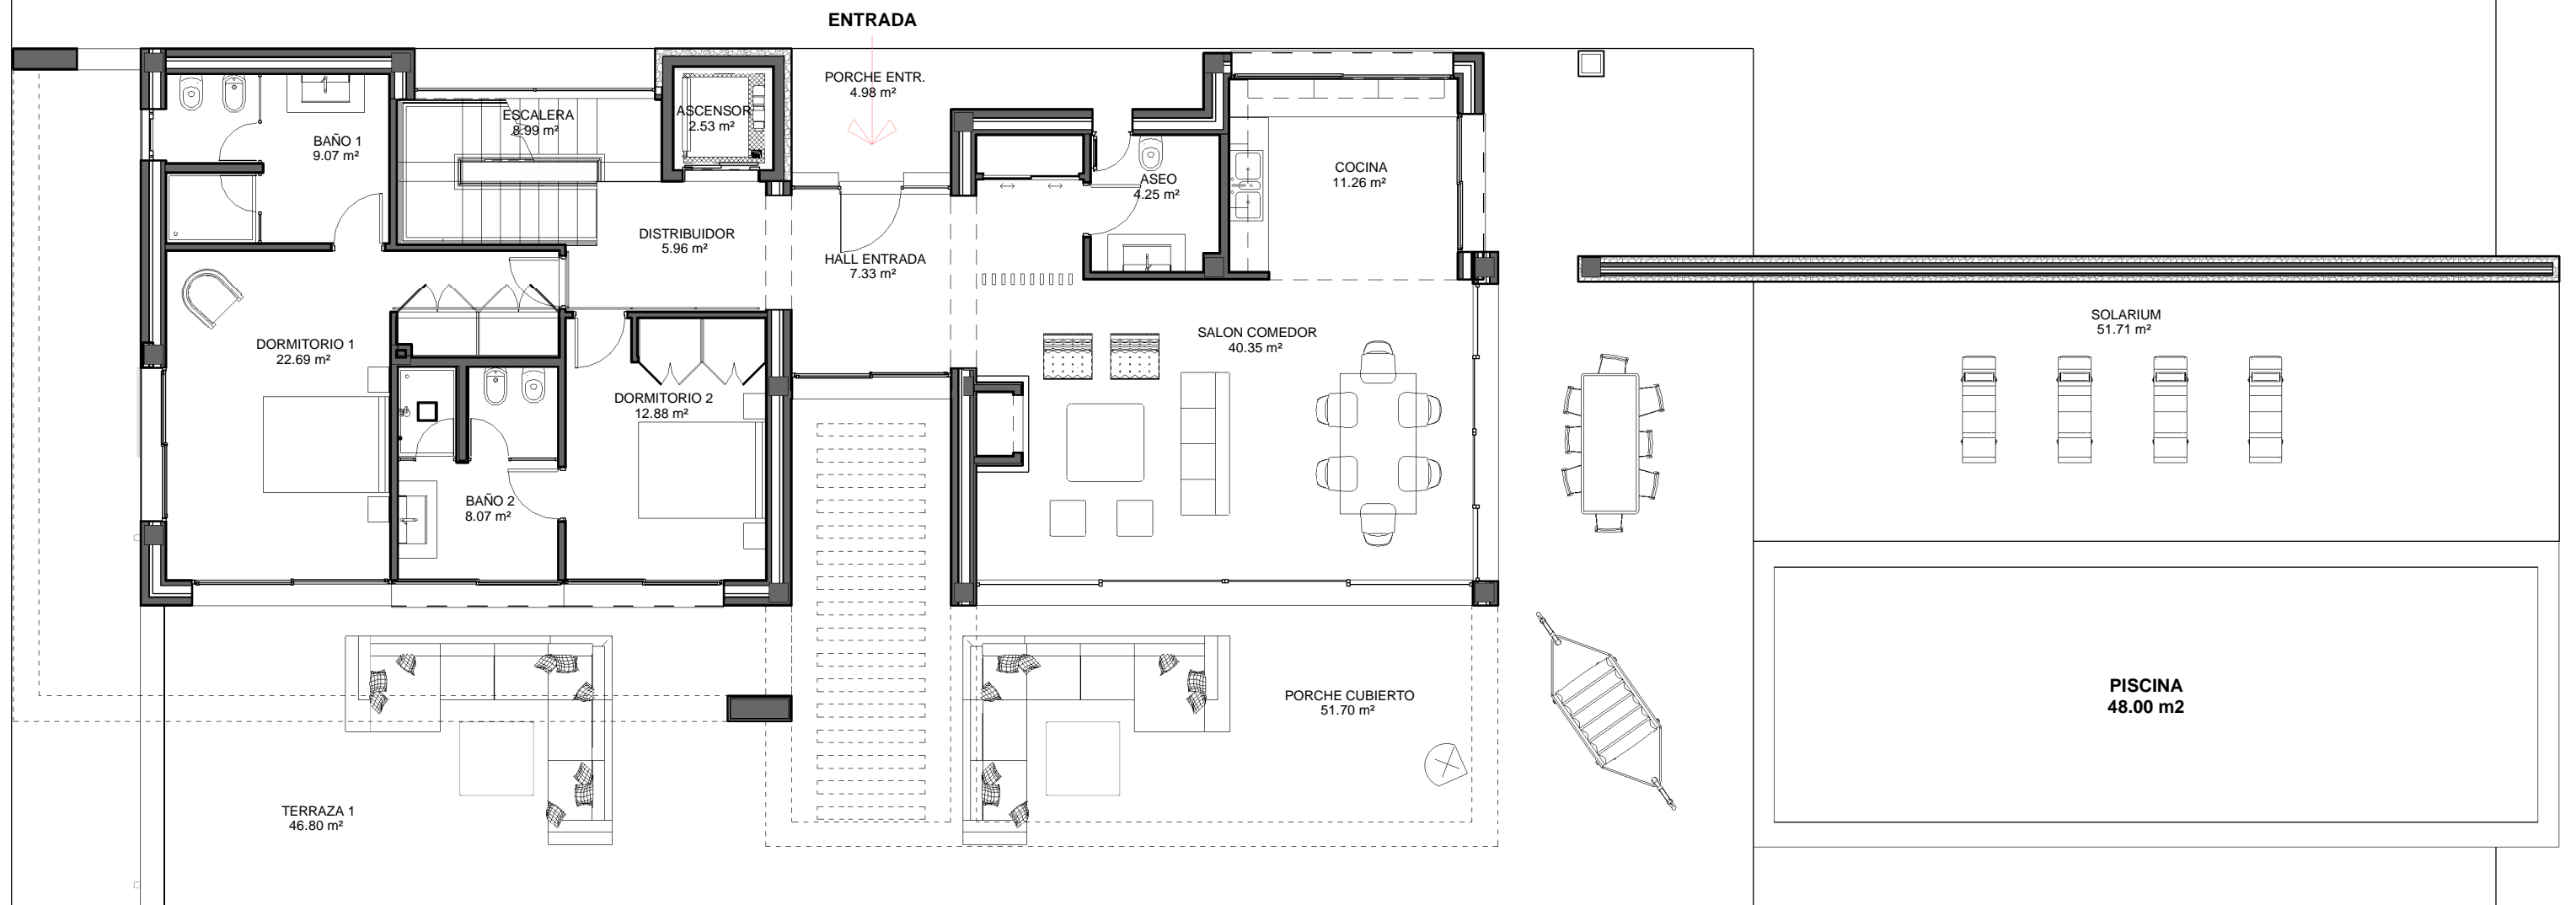 ENTRADA
PORCHE ENTR.
4.98 m²
ESCALERA
8.99 m²
ASCENSOR
2.53 m²
BAÑO 1
9.07 m²
COCINA
11.26 m²
ASEO
4.25 m²
DISTRIBUIDOR
5.96 m²
HALL ENTRADA
7.33 m²
SOLARIUM
51.71 m²
SALON COMEDOR
40.35 m²
DORMITORIO 1
22.69 m²
DORMITORIO 2
12.88 m²
BAÑO 2
8.07 m²
PORCHE CUBIERTO
51.70 m²
PISCINA
48.00 m2
TERRAZA 1
46.80 m²